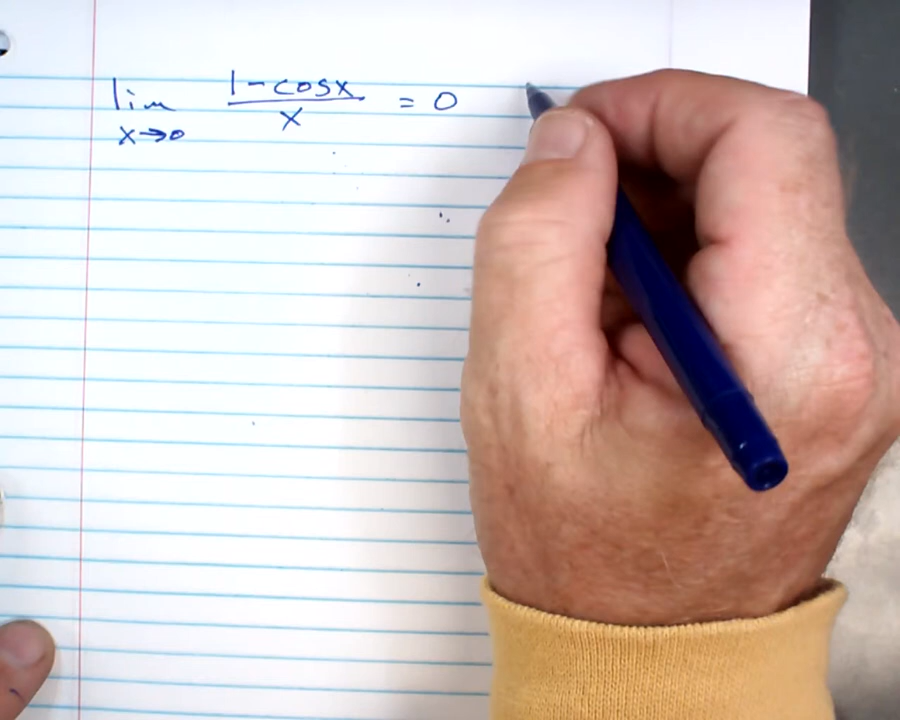 lim 1-cosx / x = 0
x→0